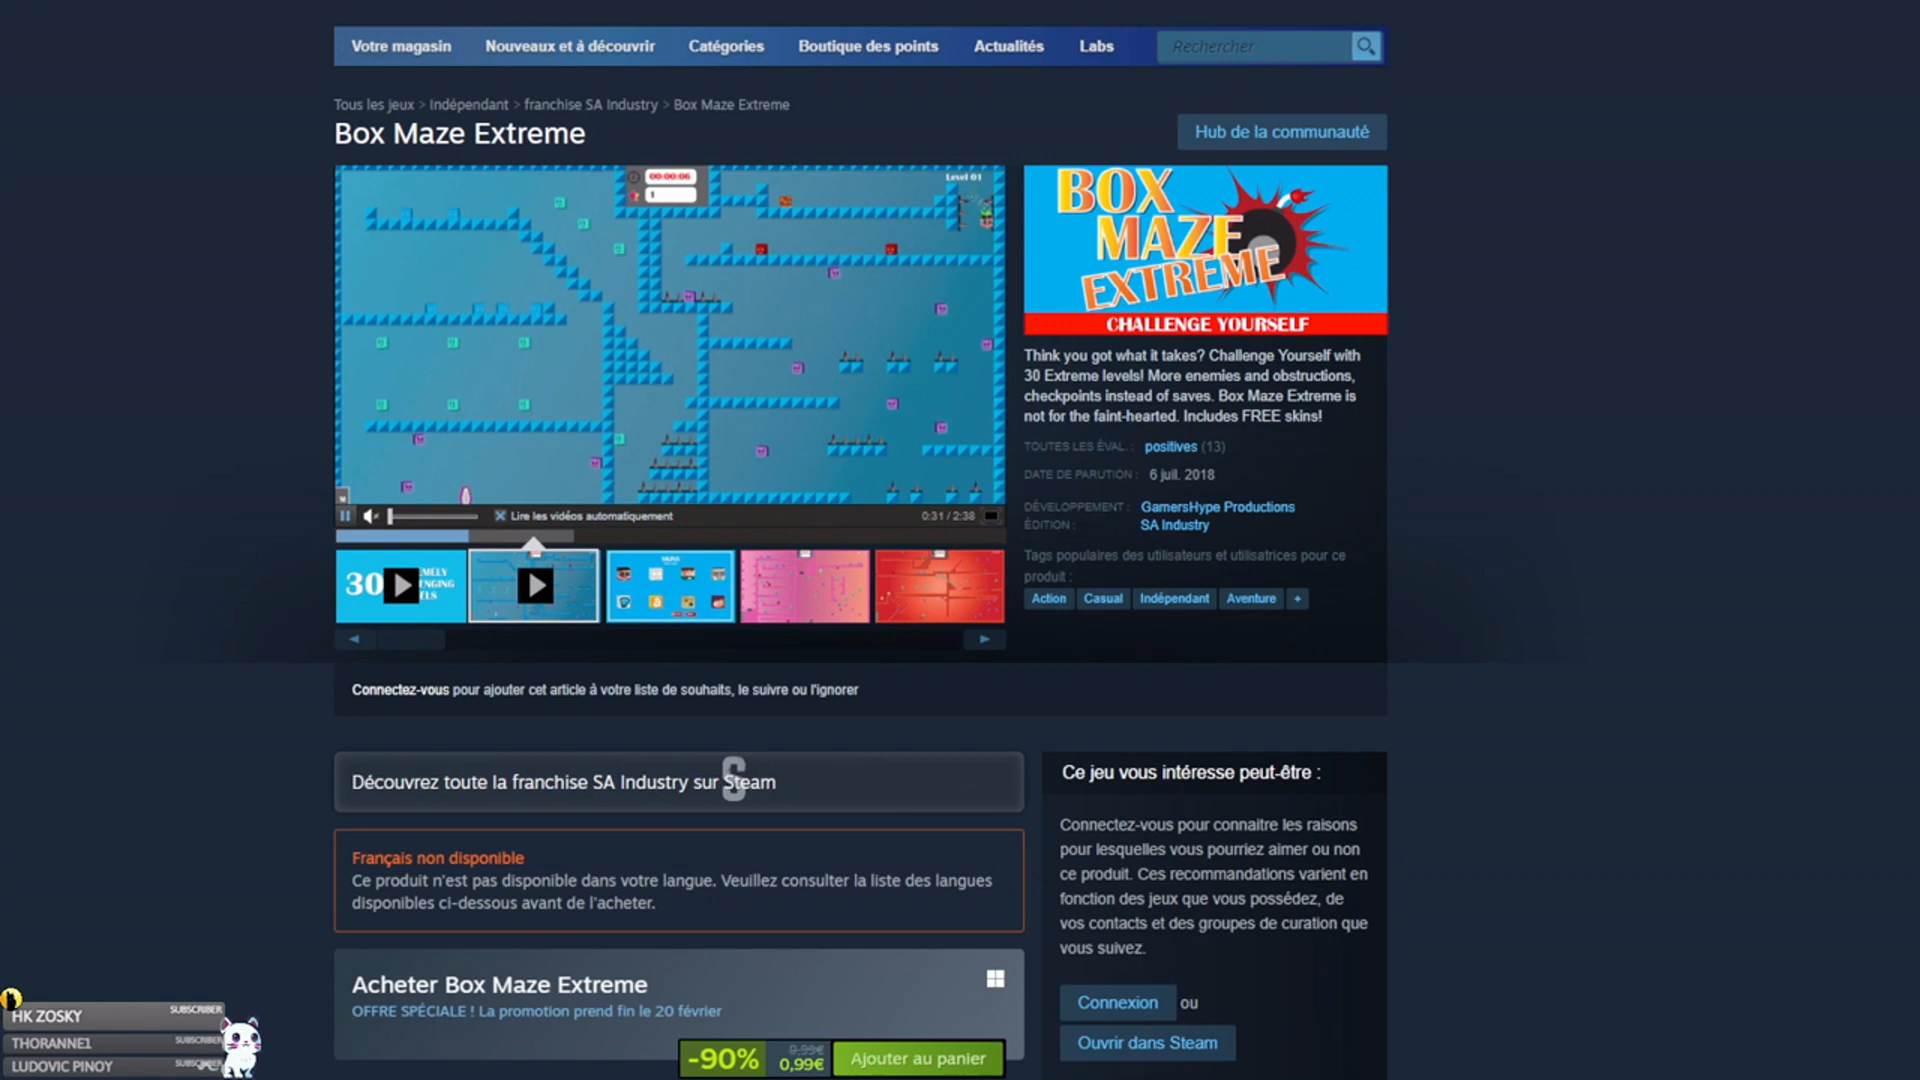 Votre magasin Nouveaux et à découvrir Catégories Boutique des points Actualités Labs Rechercher
Tous les jeux > Indépendant > franchise SA Industry > Box Maze Extreme
Box Maze Extreme
Hub de la communauté
00:00:06
1
Level 01
BOX
MAZE
EXTREME
CHALLENGE YOURSELF
Think you got what it takes? Challenge Yourself with
30 Extreme levels! More enemies and obstructions,
checkpoints instead of saves. Box Maze Extreme is
not for the faint-hearted. Includes FREE skins!
TOUTES LES ÉVAL. : positives (13)
DATE DE PARUTION : 6 juil. 2018
DÉVELOPPEMENT : GamersHype Productions
ÉDITION : SA Industry
Tags populaires des utilisateurs et utilisatrices pour ce
produit :
Action Casual Indépendant Aventure +
Lire les vidéos automatiquement
0:31 / 2:38
30
Connectez-vous pour ajouter cet article à votre liste de souhaits, le suivre ou l'ignorer
Découvrez toute la franchise SA Industry sur Steam
S
Français non disponible
Ce produit n'est pas disponible dans votre langue. Veuillez consulter la liste des langues
disponibles ci-dessous avant de l'acheter.
Acheter Box Maze Extreme
OFFRE SPÉCIALE ! La promotion prend fin le 20 février
-90%
0,99€
Ajouter au panier
Ce jeu vous intéresse peut-être :
Connectez-vous pour connaitre les raisons
pour lesquelles vous pourriez aimer ou non
ce produit. Ces recommandations varient en
fonction des jeux que vous possédez, de
vos contacts et des groupes de curation que
vous suivez.
Connexion ou
Ouvrir dans Steam
HK ZOSKY SUBSCRIBER
THORANNE1 SUBSCRIBER
LUDOVIC PINOY